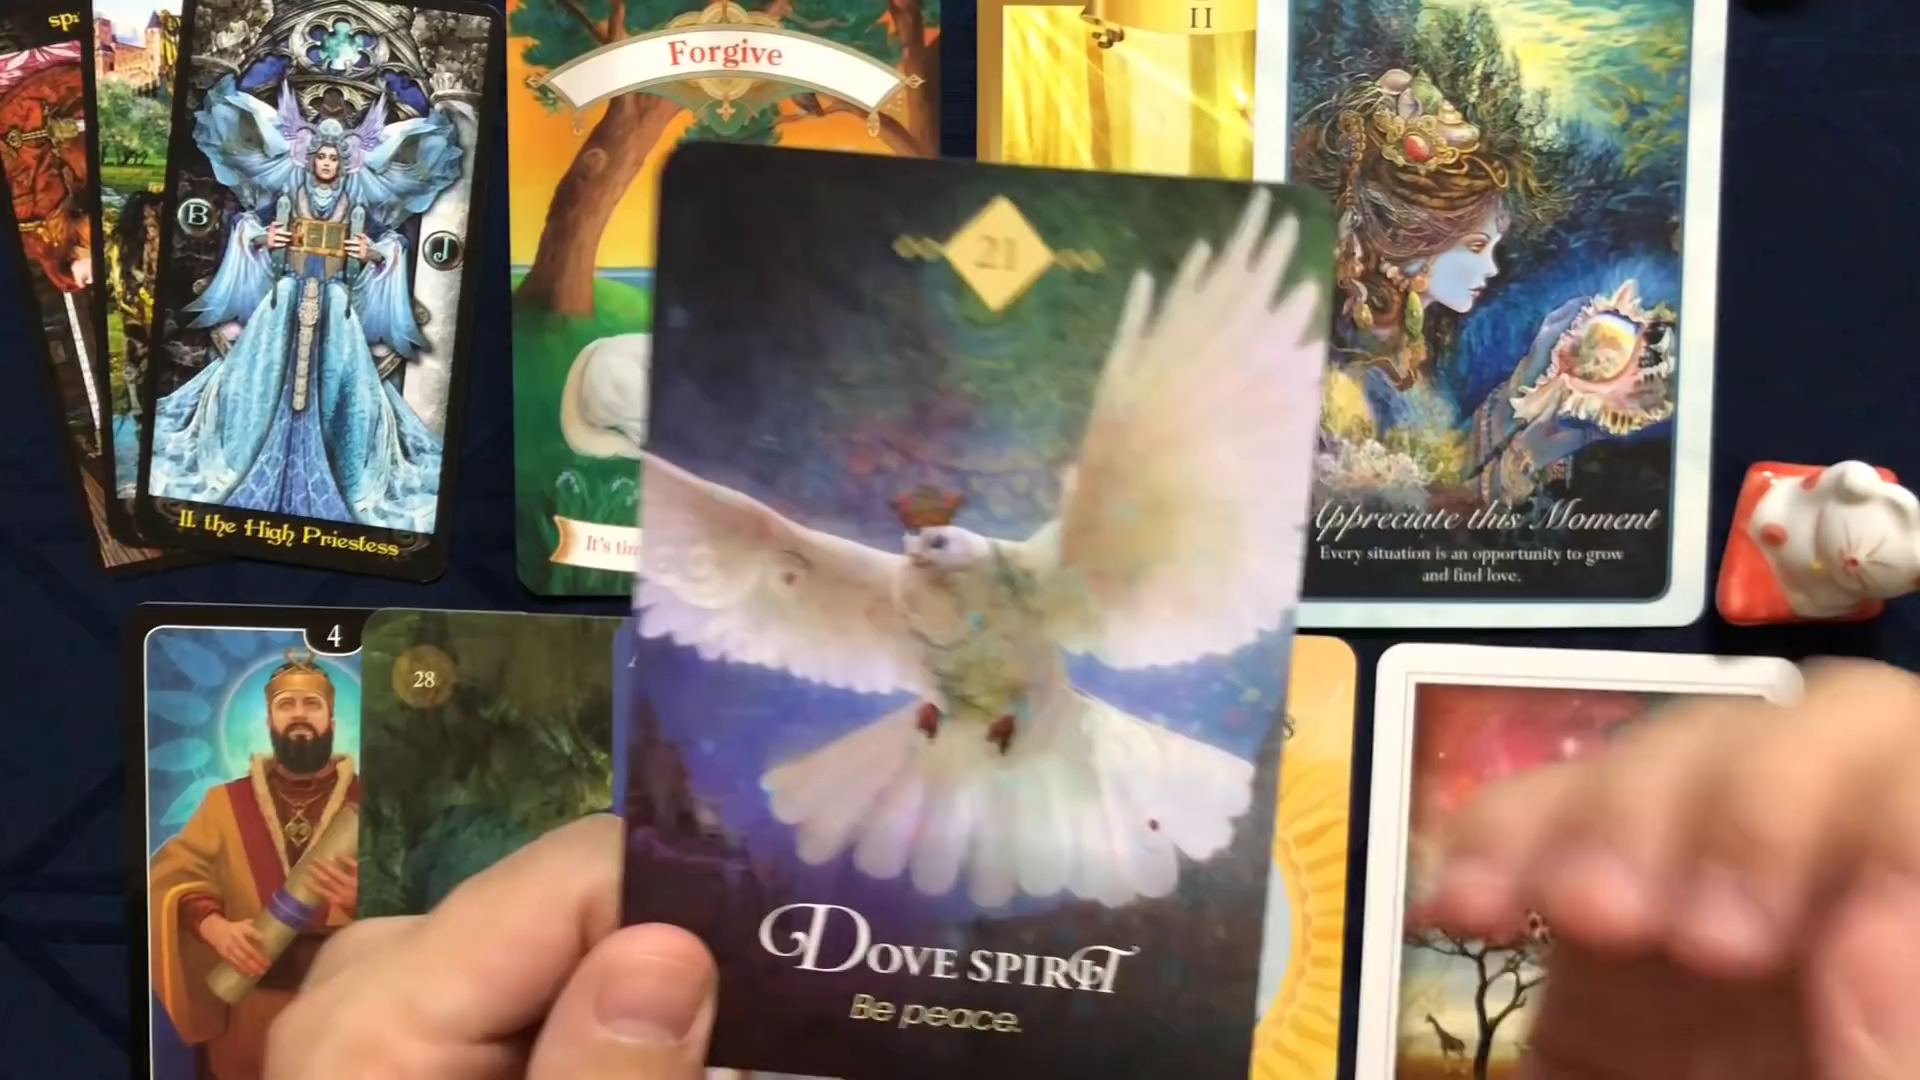 Forgive
II
21
B
J
II. the High Priestess
It's
Appreciate this Moment
Every situation is an opportunity to grow
and find love.
4
28
DOVE SPIRIT
Be peace.